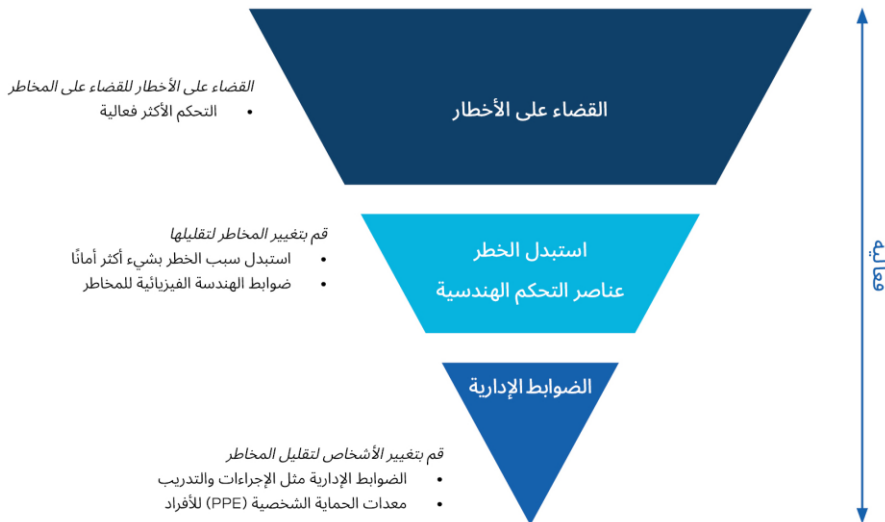 القضاء على الأخطار للقضاء على المخاطر
• التحكم الأكثر فعالية
القضاء على الأخطار
قم بتغيير المخاطر لتقليلها
• استبدل سبب الخطر بشيء أكثر أمانًا
• ضوابط الهندسة الفيزيائية للمخاطر
استبدل الخطر
عناصر التحكم الهندسية
فعالية
الضوابط الإدارية
قم بتغيير الأشخاص لتقليل المخاطر
• الضوابط الإدارية مثل الإجراءات والتدريب
• معدات الحماية الشخصية (PPE) للأفراد